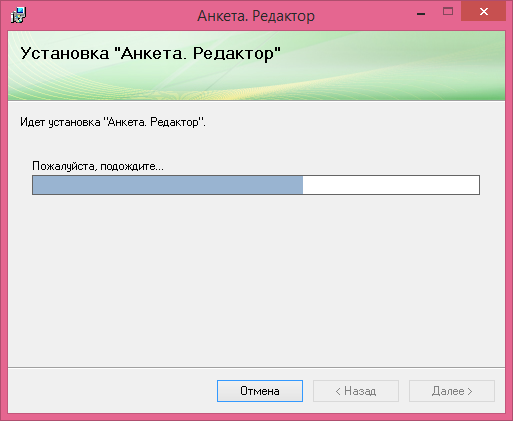 Анкета. Редактор
Установка "Анкета. Редактор"
Идет установка "Анкета. Редактор".
Пожалуйста, подождите...
Отмена
< Назад
Далее >